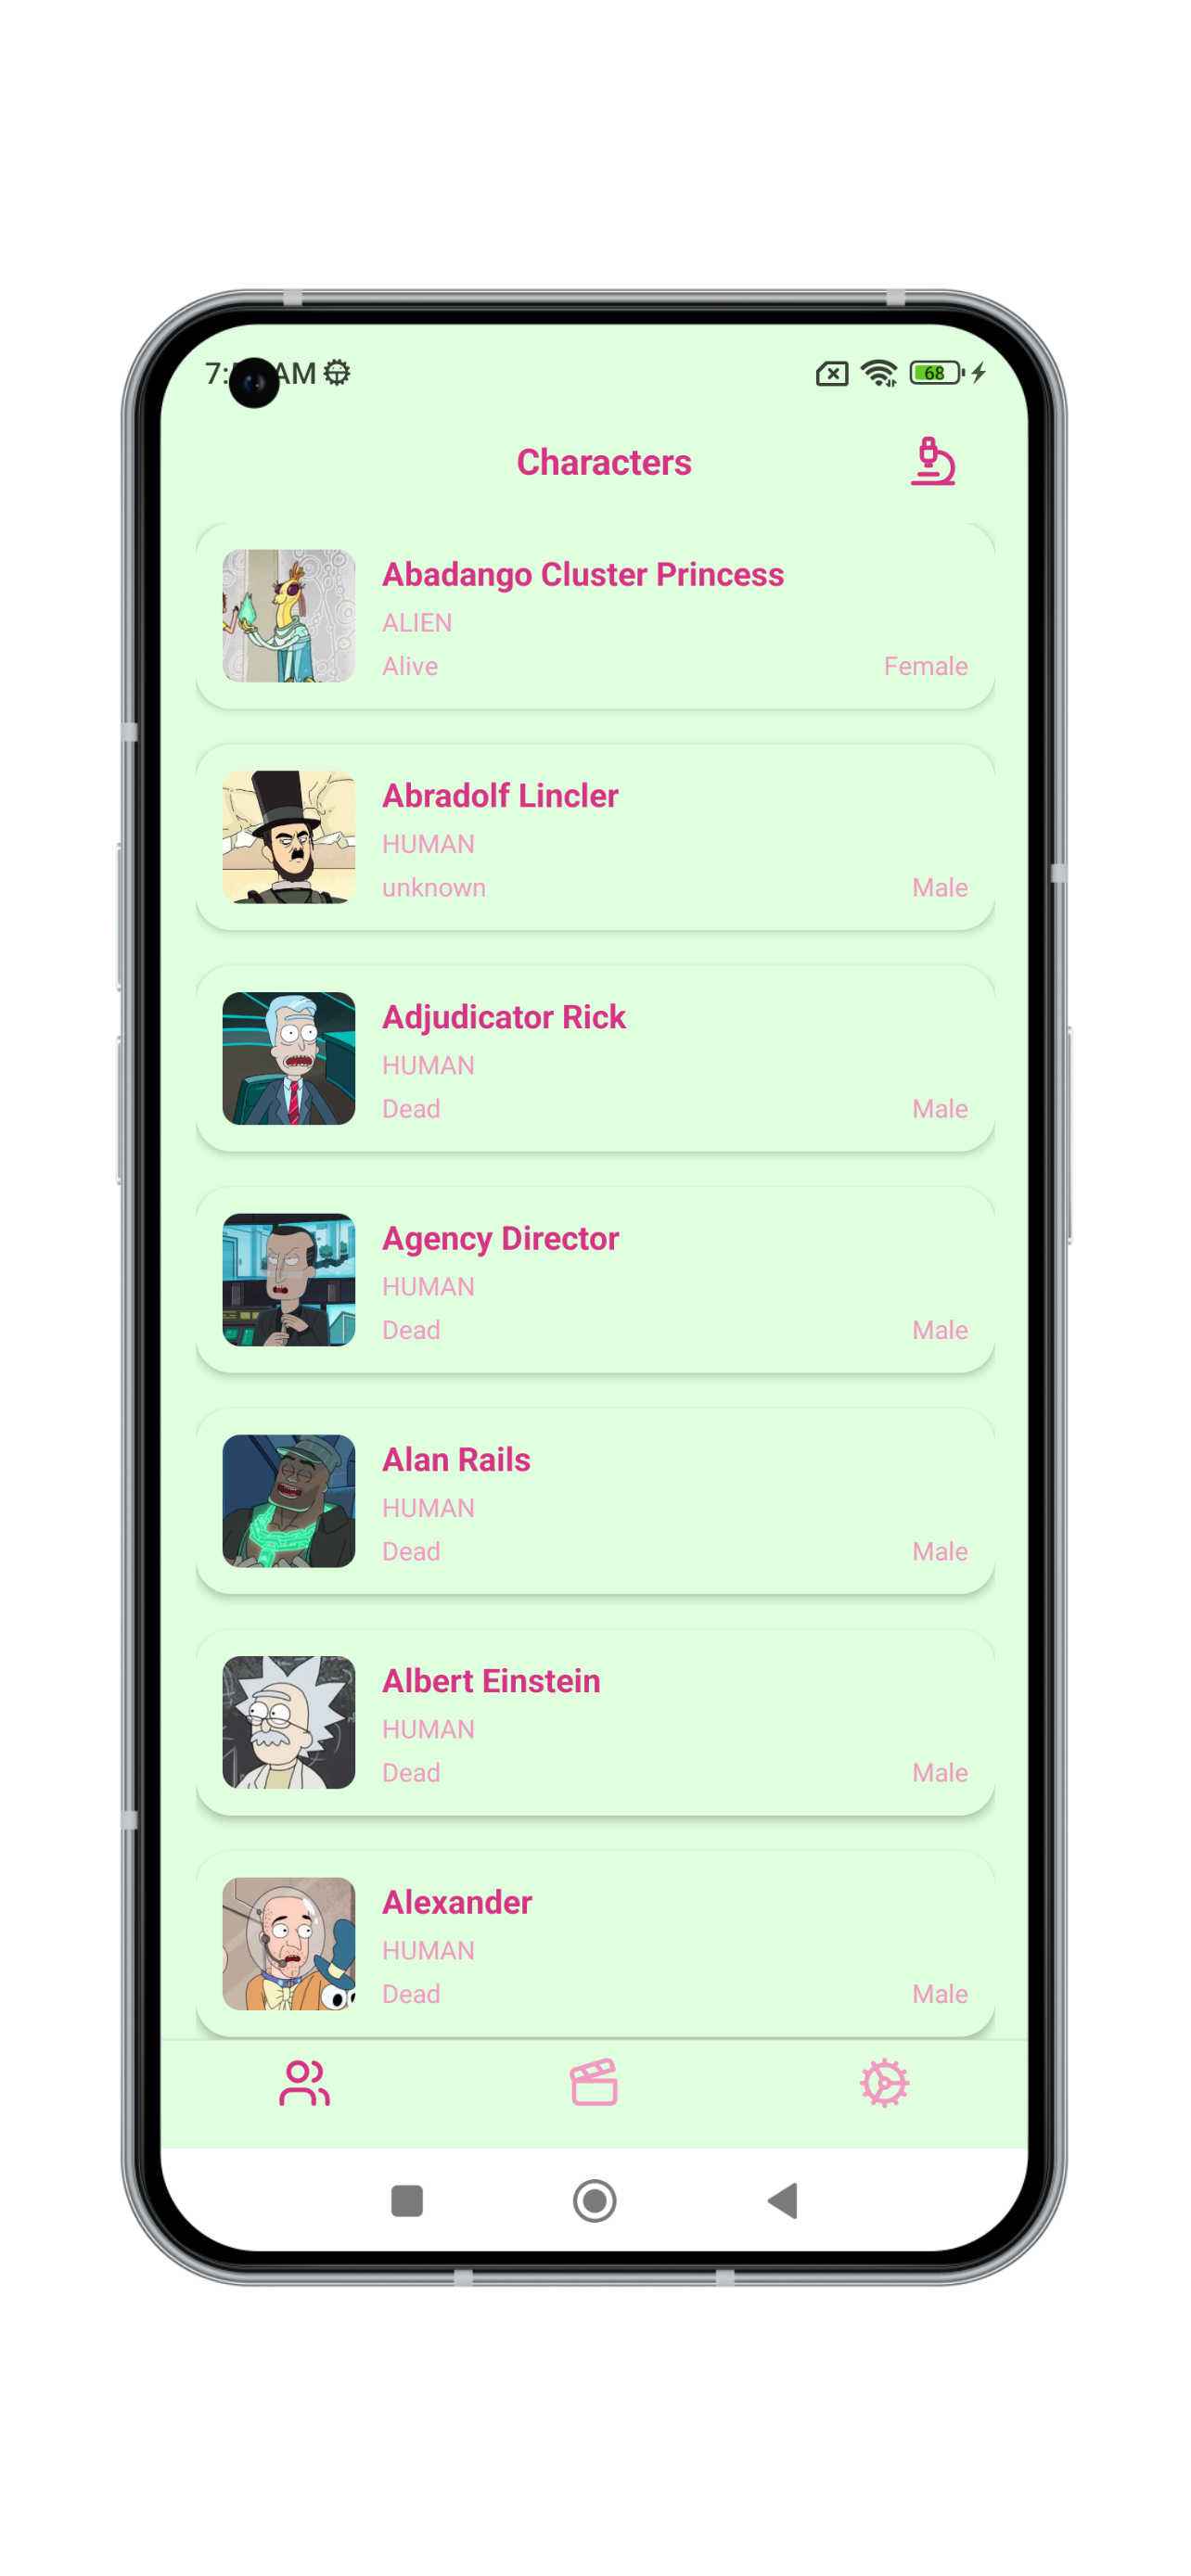 AM
68
Characters
Abadango Cluster Princess
ALIEN
Alive Female
Abradolf Lincler
HUMAN
unknown Male
Adjudicator Rick
HUMAN
Dead Male
Agency Director
HUMAN
Dead Male
Alan Rails
HUMAN
Dead Male
Albert Einstein
HUMAN
Dead Male
Alexander
HUMAN
Dead Male